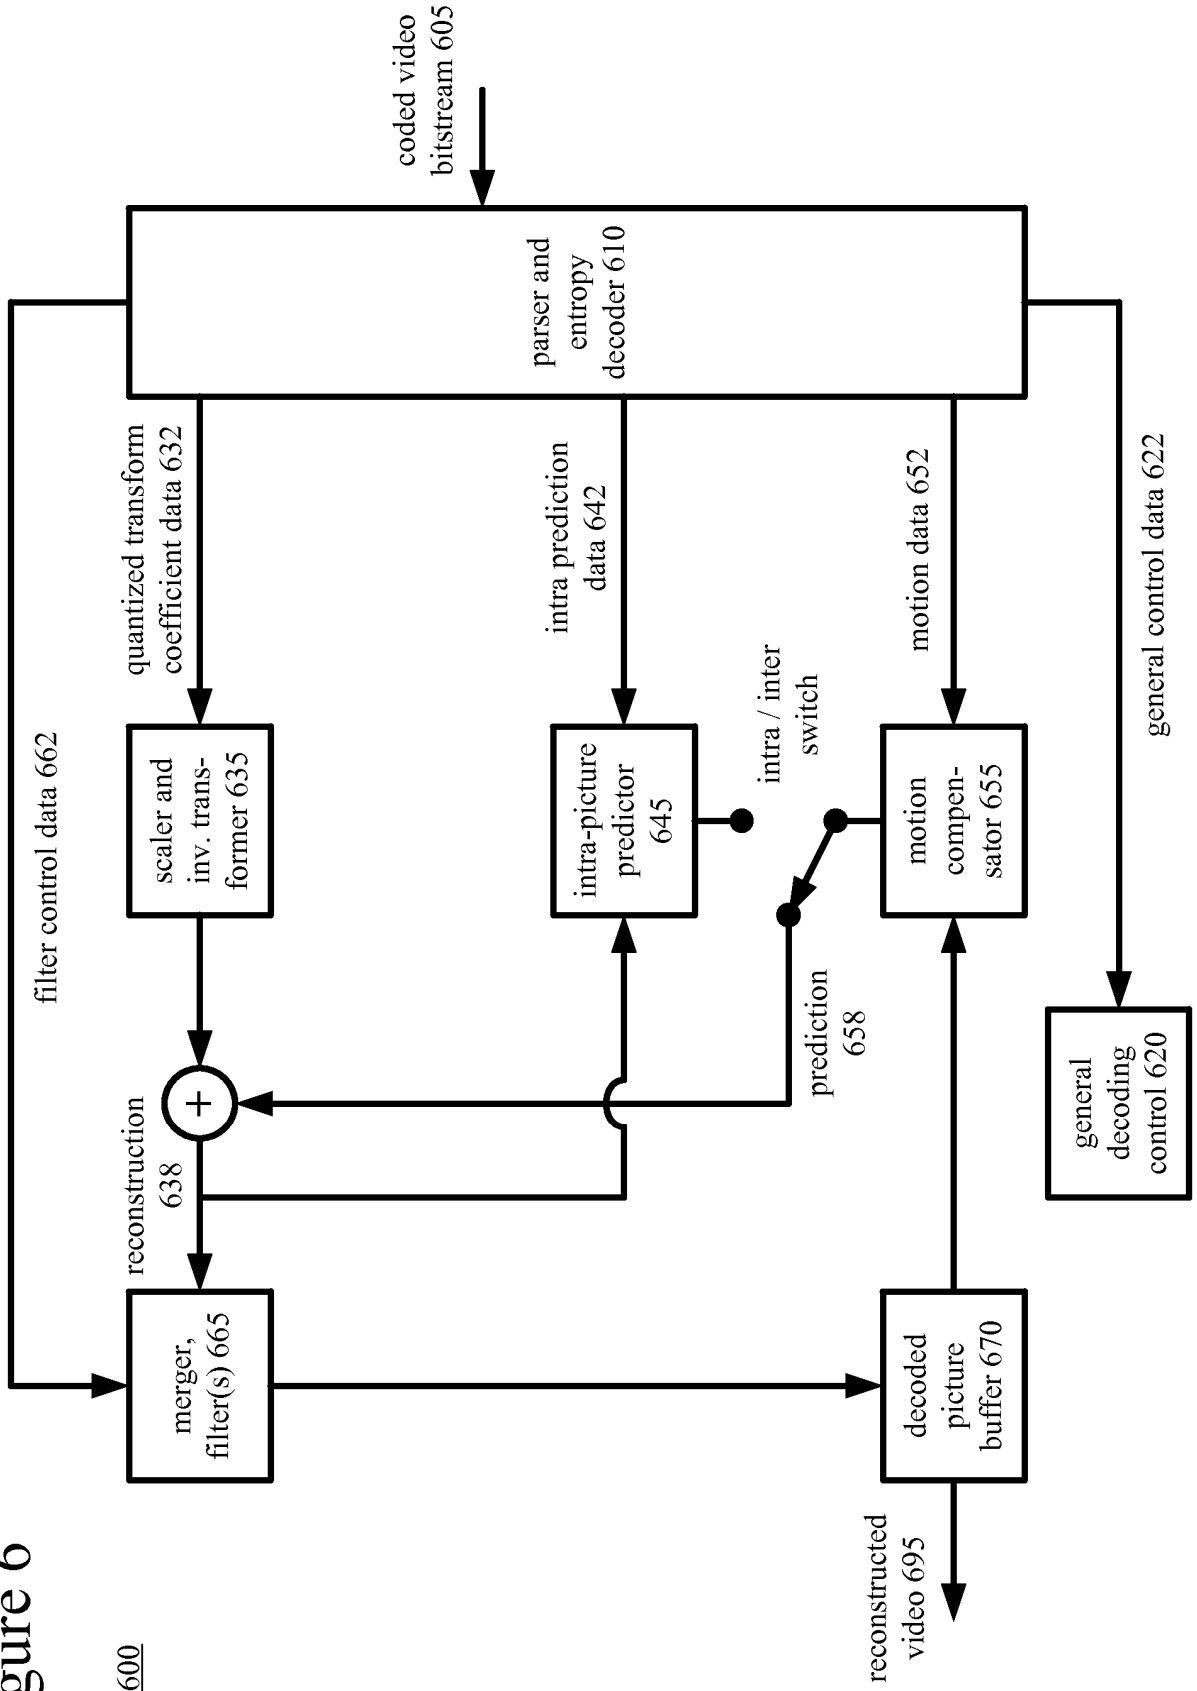 gure 6
600
coded video
bitstream 605
parser and
entropy
decoder 610
filter control data 662
quantized transform
coefficient data 632
intra prediction
data 642
motion data 652
general control data 622
scaler and
inv. trans-
former 635
intra-picture
predictor
645
intra / inter
switch
motion
compen-
sator 655
prediction
658
general
decoding
control 620
+
reconstruction
638
merger,
filter(s) 665
decoded
picture
buffer 670
reconstructed
video 695